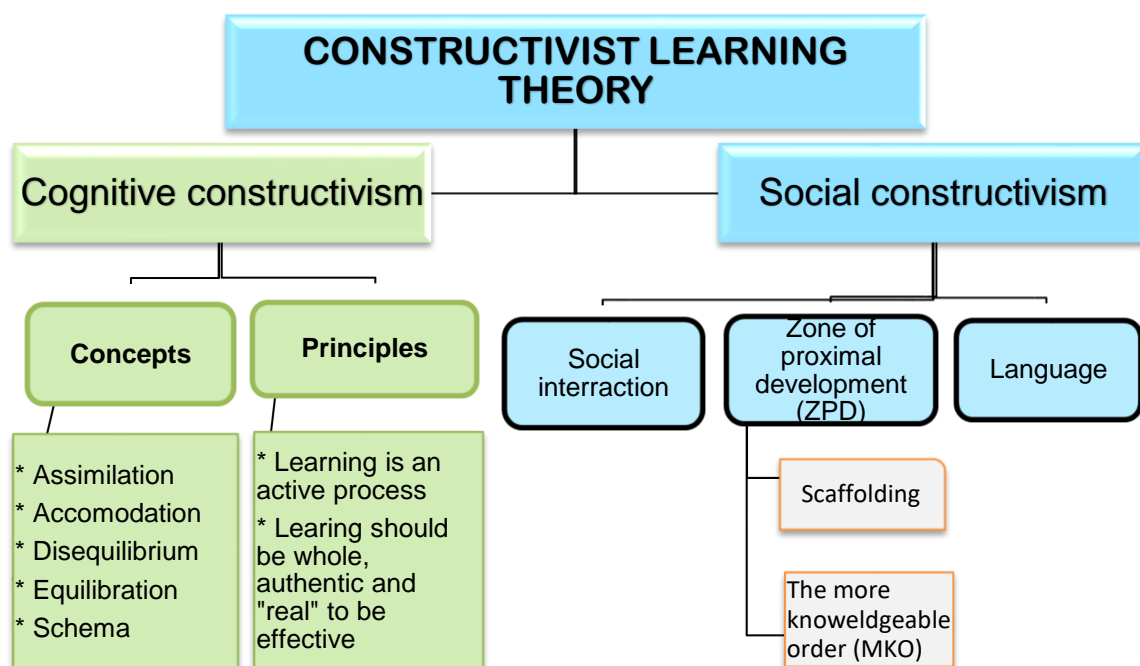 CONSTRUCTIVIST LEARNING
THEORY
Cognitive constructivism
Social constructivism
Concepts
Principles
* Assimilation
* Accomodation
* Disequilibrium
* Equilibration
* Schema
* Learning is an
active process
* Learing should
be whole,
authentic and
"real" to be
effective
Social
interraction
Zone of
proximal
development
(ZPD)
Language
Scaffolding
The more
knoweldgeable
order (MKO)